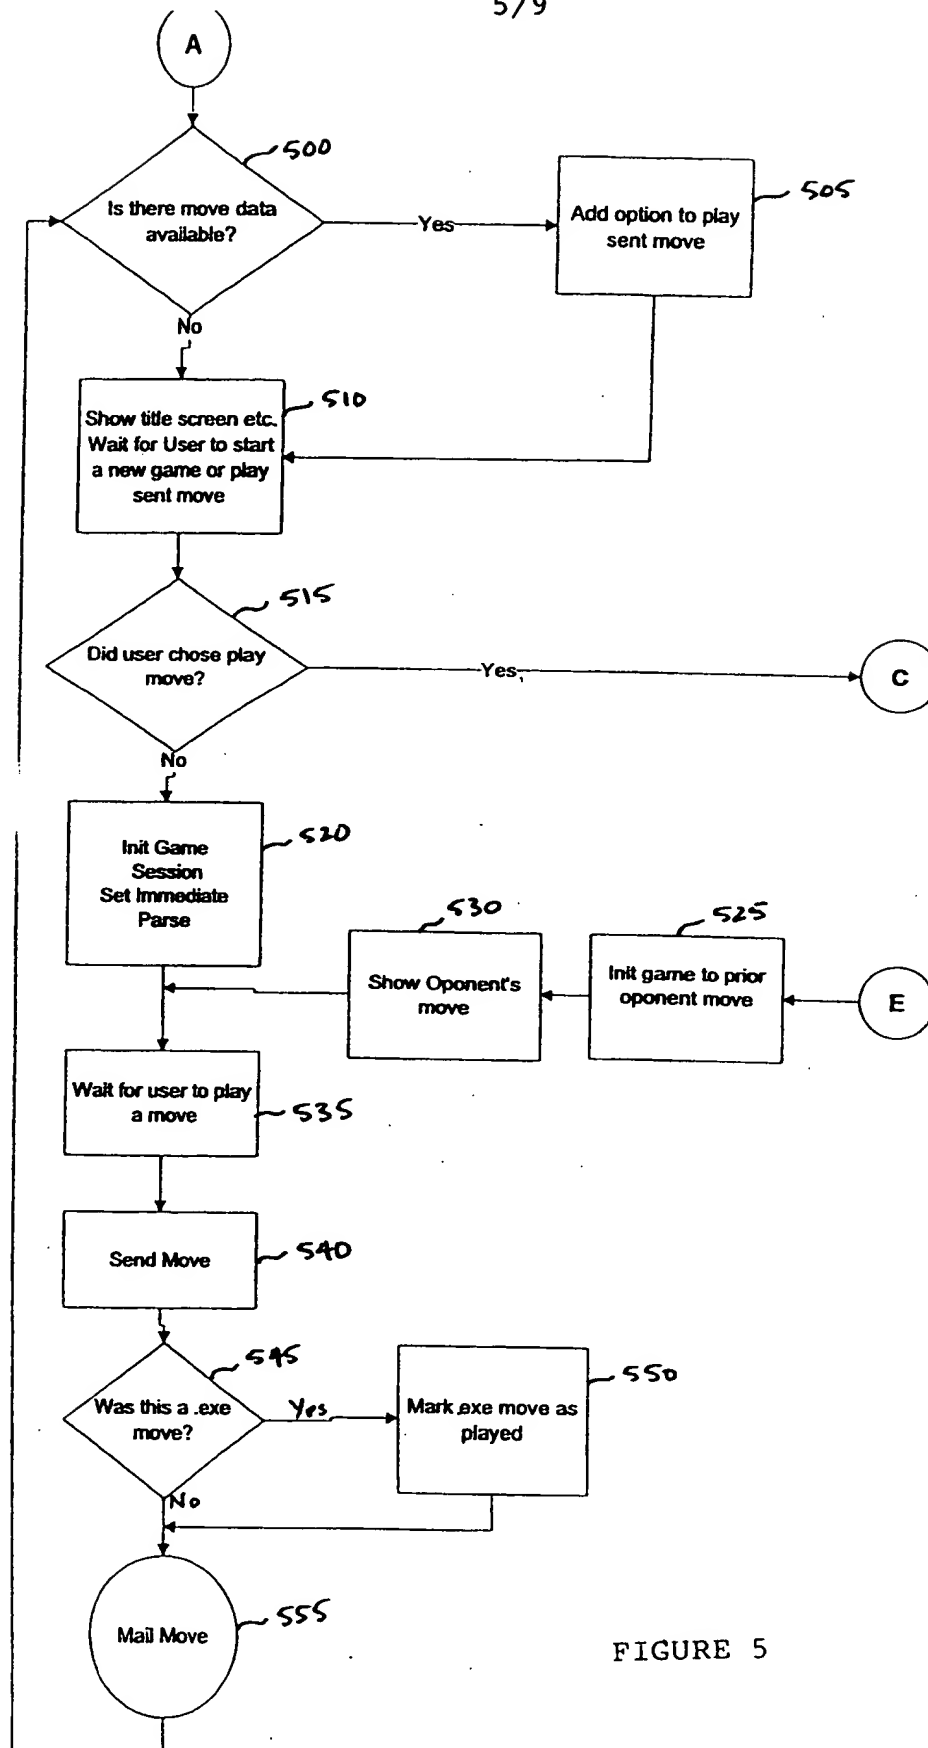 5/9
A
500
Is there move data
available?
Yes
505
Add option to play
sent move
No
510
Show title screen etc.
Wait for User to start
a new game or play
sent move
515
Did user chose play
move?
Yes,
C
No
520
Init Game
Session
Set Immediate
Parse
530
Show Oponent's
move
525
Init game to prior
oponent move
E
Wait for user to play
a move
535
Send Move
540
545
Was this a .exe
move?
Yes
550
Mark .exe move as
played
No
Mail Move
555
FIGURE 5